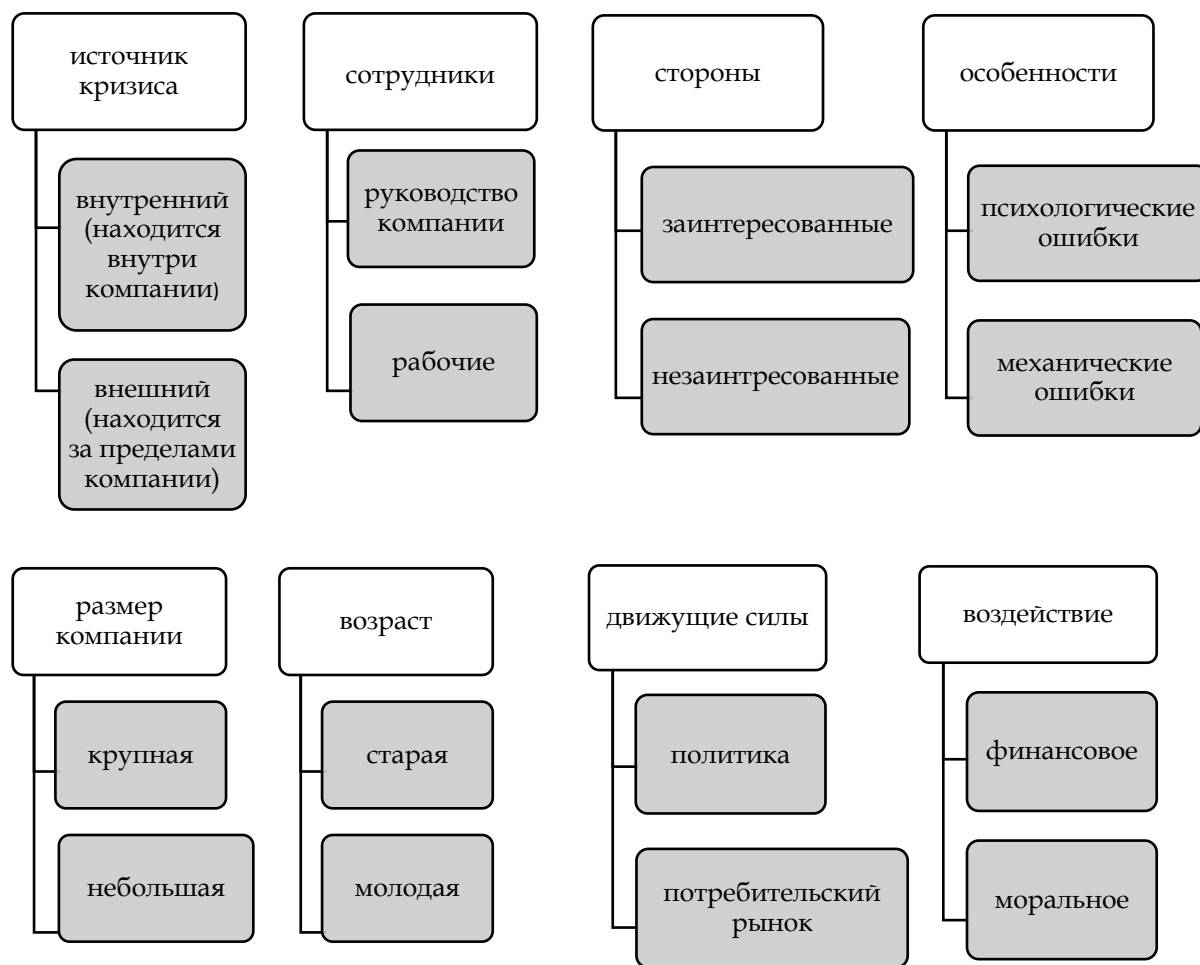 источник
кризиса
внутренний
(находится
внутри
компании)
внешний
(находится
за пределами
компании)
сотрудники
руководство
компании
рабочие
стороны
заинтересованные
незаинтресованные
особенности
психологические
ошибки
механические
ошибки
размер
компании
крупная
небольшая
возраст
старая
молодая
движущие силы
политика
потребительский
рынок
воздействие
финансовое
моральное